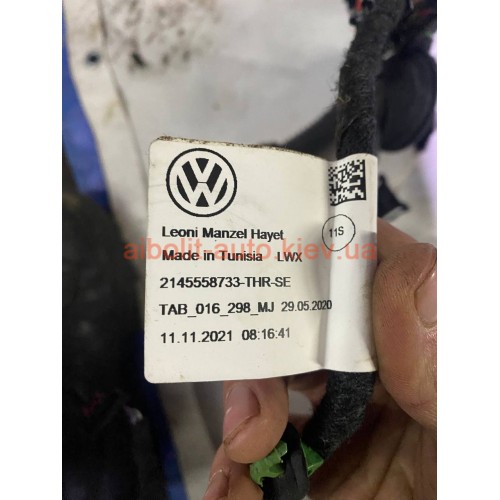 VW
Leoni Manzel Hayet
11S
aibolit-auto.kiev.ua
Made in Tunisia LWX
2145558733-THR-SE
TAB_016_298_MJ 29.05.2020
11.11.2021 08:16:41